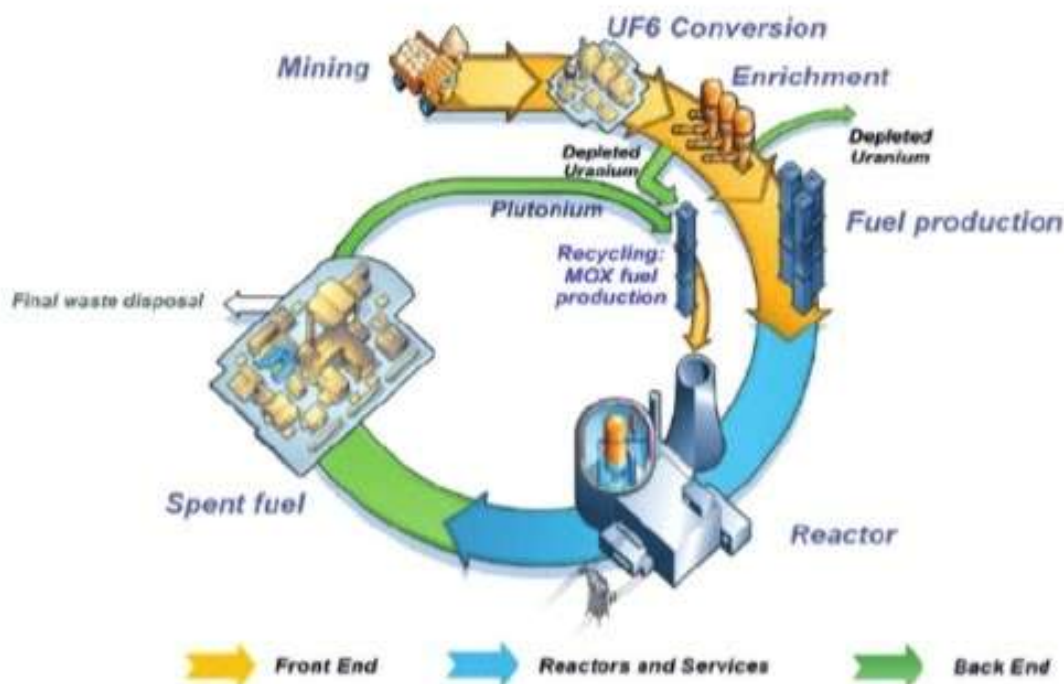 UF6 Conversion
Mining
Enrichment
Depleted
Uranium
Depleted
Uranium
Plutonium
Fuel production
Recycling:
MOX fuel
production
Final waste disposal
Spent fuel
Reactor
Front End
Reactors and Services
Back End